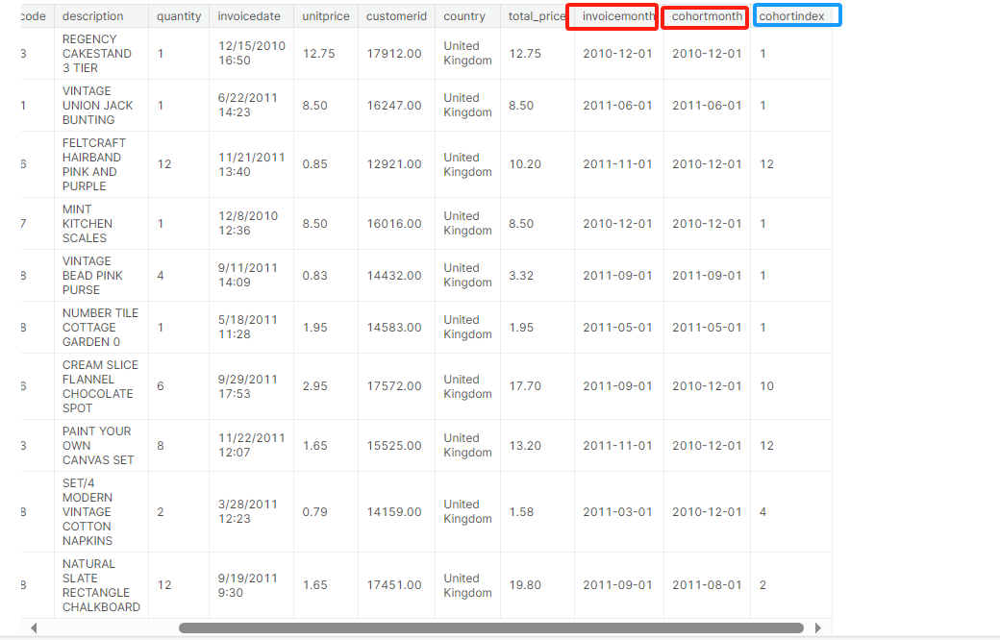 code description quantity invoicedate unitprice customerid country total_price invoicemonth cohortmonth cohortindex
3 REGENCY CAKESTAND 3 TIER 1 12/15/2010 16:50 12.75 17912.00 United Kingdom 12.75 2010-12-01 2010-12-01 1
1 VINTAGE UNION JACK BUNTING 1 6/22/2011 14:23 8.50 16247.00 United Kingdom 8.50 2011-06-01 2011-06-01 1
6 FELTCRAFT HAIRBAND PINK AND PURPLE 12 11/21/2011 13:40 0.85 12921.00 United Kingdom 10.20 2011-11-01 2010-12-01 12
7 MINT KITCHEN SCALES 1 12/8/2010 12:36 8.50 16016.00 United Kingdom 8.50 2010-12-01 2010-12-01 1
8 VINTAGE BEAD PINK PURSE 4 9/11/2011 14:09 0.83 14432.00 United Kingdom 3.32 2011-09-01 2011-09-01 1
8 NUMBER TILE COTTAGE GARDEN 0 1 5/18/2011 11:28 1.95 14583.00 United Kingdom 1.95 2011-05-01 2011-05-01 1
6 CREAM SLICE FLANNEL CHOCOLATE SPOT 6 9/29/2011 17:53 2.95 17572.00 United Kingdom 17.70 2011-09-01 2010-12-01 10
3 PAINT YOUR OWN CANVAS SET 8 11/22/2011 12:07 1.65 15525.00 United Kingdom 13.20 2011-11-01 2010-12-01 12
8 SET/4 MODERN VINTAGE COTTON NAPKINS 2 3/28/2011 12:23 0.79 14159.00 United Kingdom 1.58 2011-03-01 2010-12-01 4
8 NATURAL SLATE RECTANGLE CHALKBOARD 12 9/19/2011 9:30 1.65 17451.00 United Kingdom 19.80 2011-09-01 2011-08-01 2